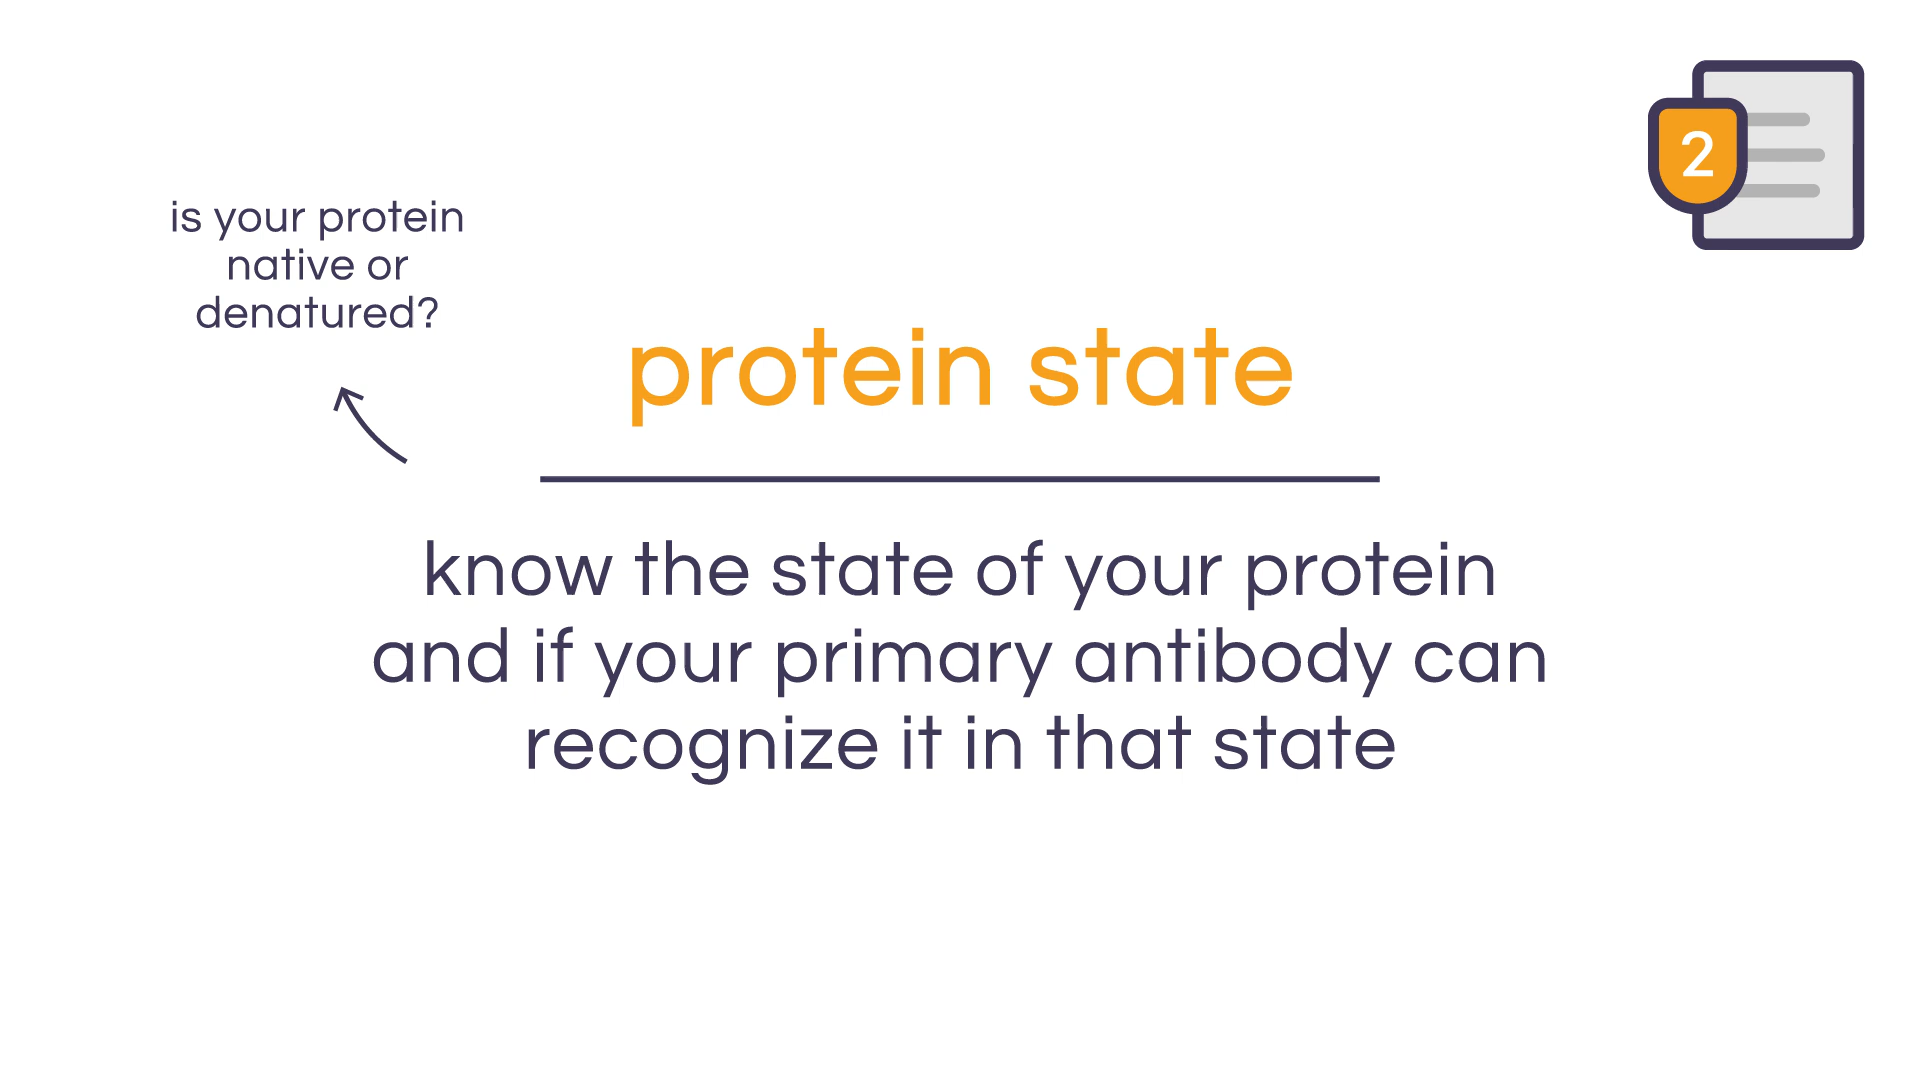 2
is your protein
native or
denatured?
protein state
know the state of your protein
and if your primary antibody can
recognize it in that state